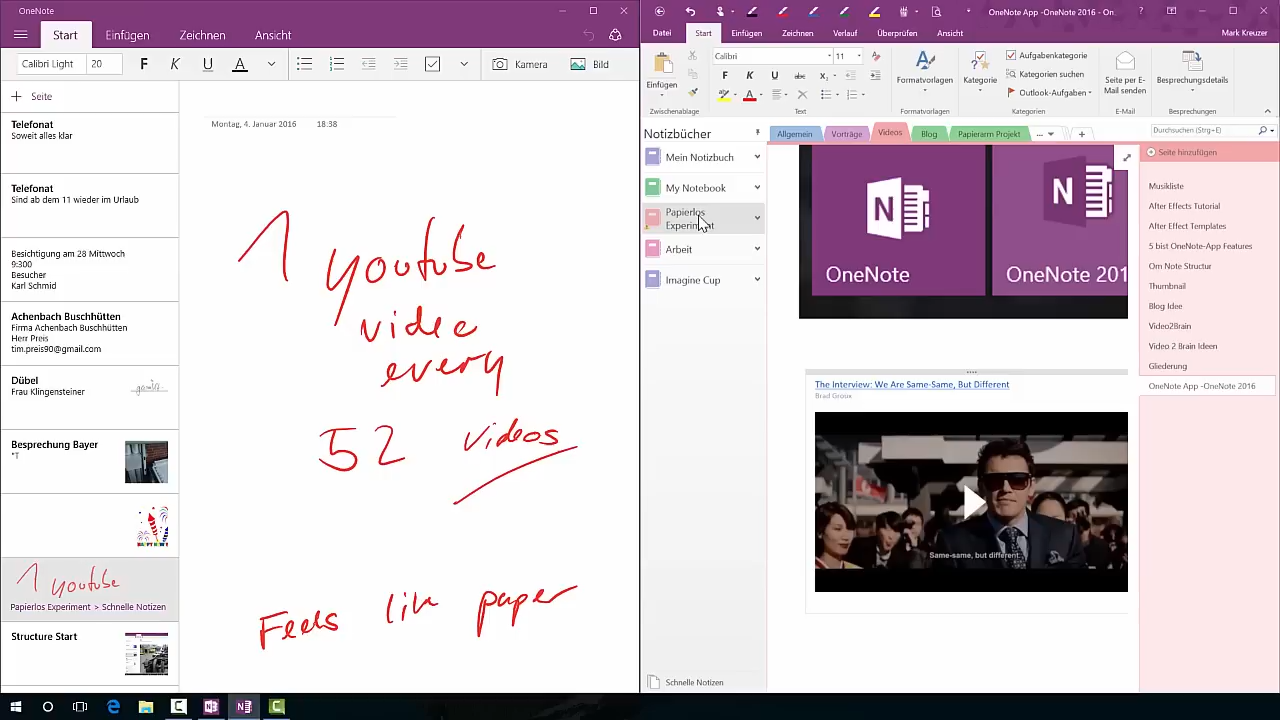 OneNote
Start Einfügen Zeichnen Ansicht
Calibri Light 20 F K U A Kamera Bild
+ Seite
Telefonat
Soweit alles klar
Telefonat
Sind ab dem 11 wieder im Urlaub
Besichtigung am 28 Mittwoch
9:300
Besucher
Karl Schmid
Achenbach Buschhütten
Firma Achenbach Buschhütten
Herr Preis
tim.preis90@gmail.com
Dübel
Frau Klingensteiner
Besprechung Bayer
"T
1 youtube
Papierlos Experiment > Schnelle Notizen
Structure Start
Montag, 4. Januar 2016 18:38
1 youtube
video
every
52 videos
Feels like paper
OneNote App -OneNote 2016 - On...
Datei Start Einfügen Zeichnen Verlauf Überprüfen Ansicht Mark Kreuzer
Einfügen
Zwischenablage
Calibri 11
F K U abc
Text
Formatvorlagen
Kategorie
Aufgabenkategorie
Kategorien suchen
Outlook-Aufgaben
Kategorien
Seite per E-
Mail senden
E-Mail
Besprechungsdetails
Besprechungen
Notizbücher
Mein Notizbuch
My Notebook
Papierlos
Experiment
Arbeit
Imagine Cup
Schnelle Notizen
Allgemein Vorträge Videos Blog Papierarm Projekt ... +
Durchsuchen (Strg+E)
OneNote
OneNote 201
The Interview: We Are Same-Same, But Different
Brad Groux
Same-same, but different.
Seite hinzufügen
Musikliste
After Effects Tutorial
After Effect Templates
5 bist OneNote-App Features
Om Note Structur
Thumbnail
Blog Idee
Video2Brain
Video 2 Brain Ideen
Gliederung
OneNote App -OneNote 2016